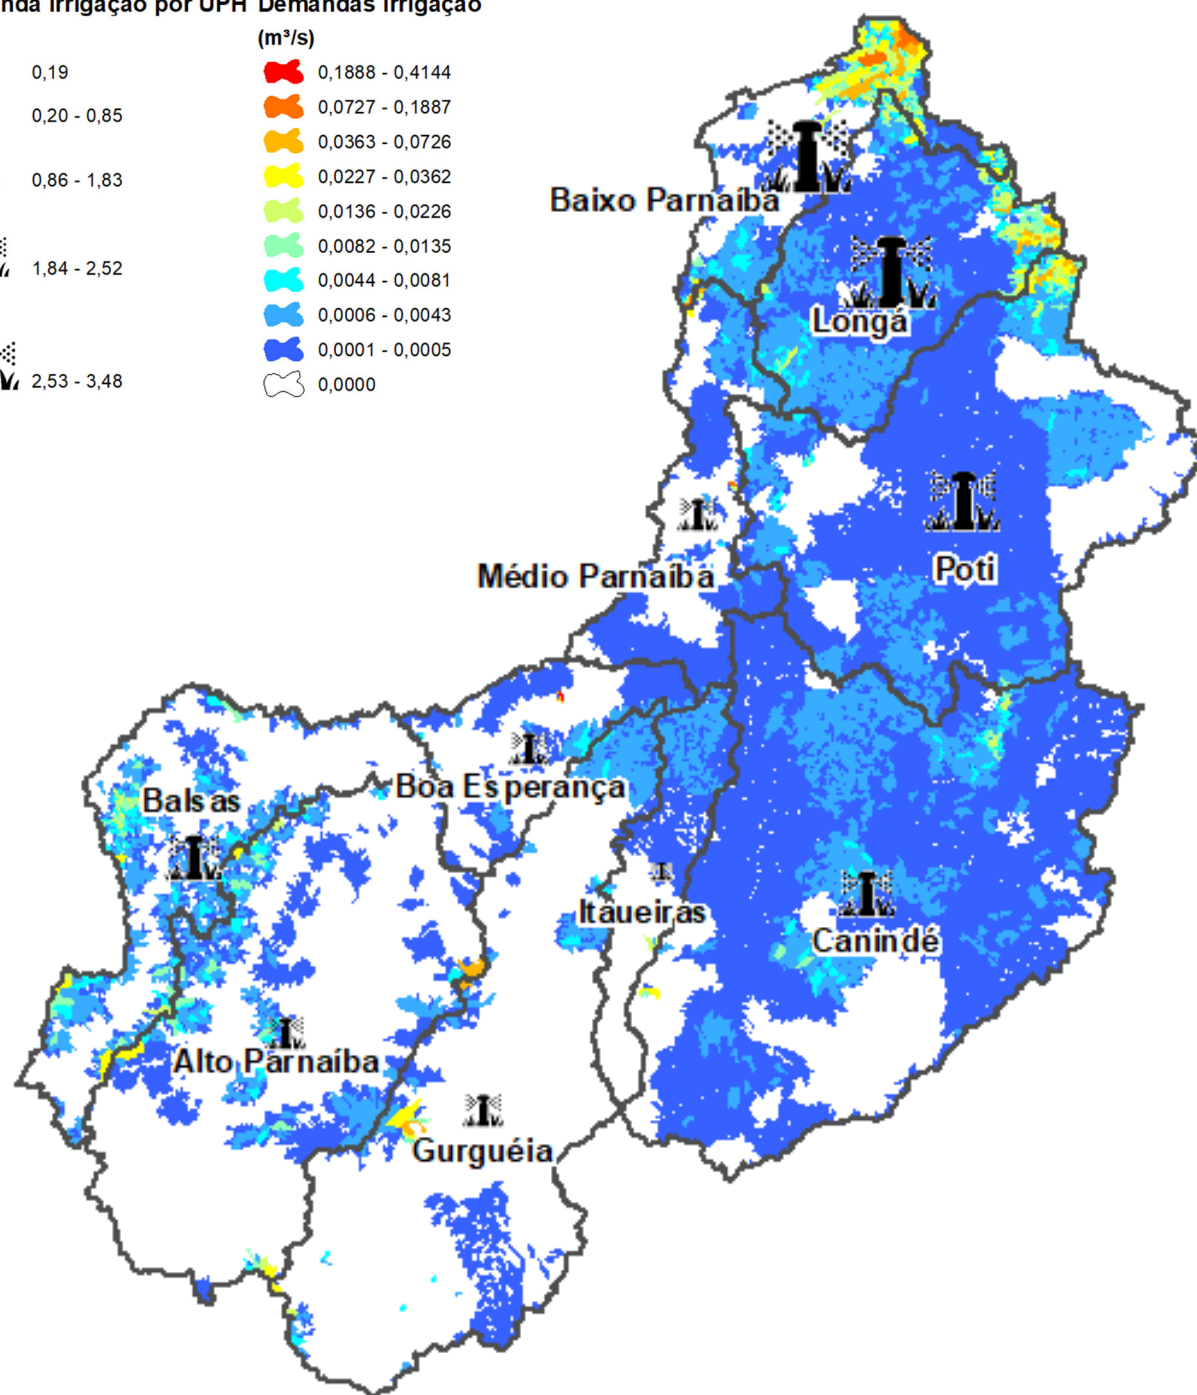 nda Irrigação por UPH Demandas Irrigação
(m³/s)
0,19
0,20 - 0,85
0,86 - 1,83
1,84 - 2,52
2,53 - 3,48
0,1888 - 0,4144
0,0727 - 0,1887
0,0363 - 0,0726
0,0227 - 0,0362
0,0136 - 0,0226
0,0082 - 0,0135
0,0044 - 0,0081
0,0006 - 0,0043
0,0001 - 0,0005
0,0000
Baixo Parnaíba
Longá
Poti
Médio Parnaíba
Boa Esperança
Balsas
Itaueiras
Canindé
Alto Parnaíba
Gurguéia